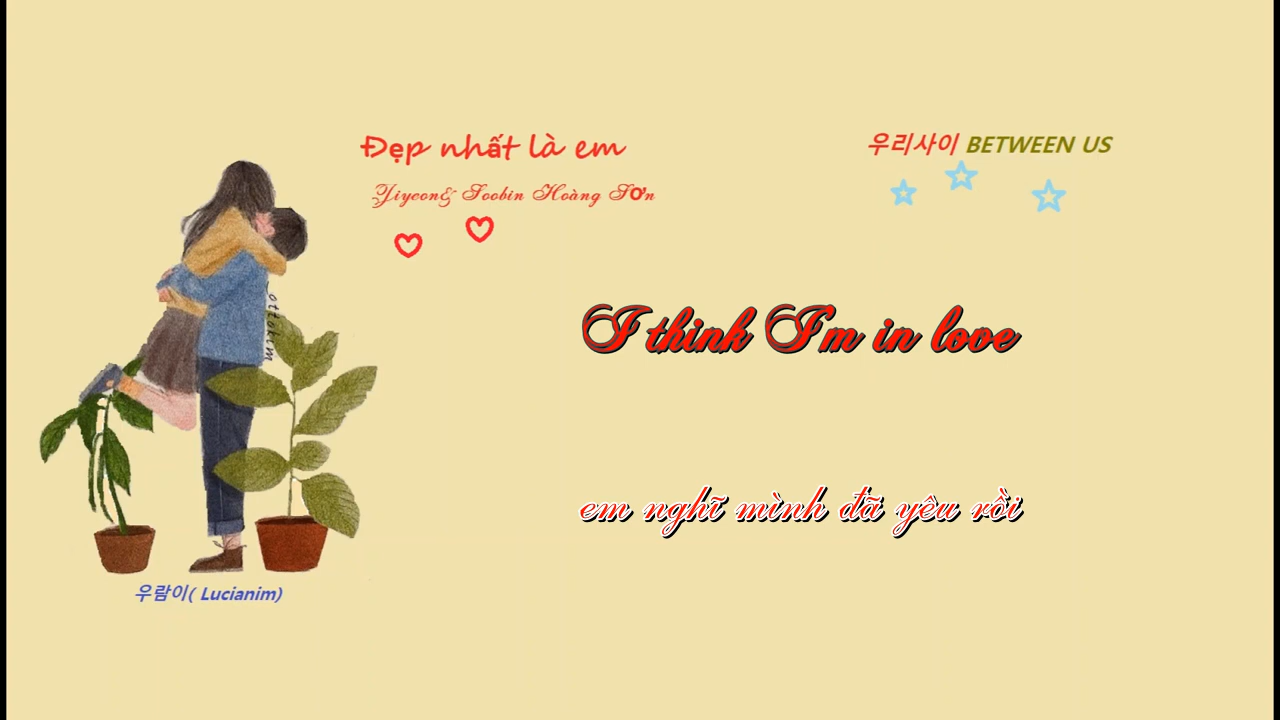 Đẹp nhất là em
Jiyeon& Soobin Hoàng Sơn
우리사이 BETWEEN US
I think I'm in love
em nghĩ mình đã yêu rồi
우람이( Lucianim)